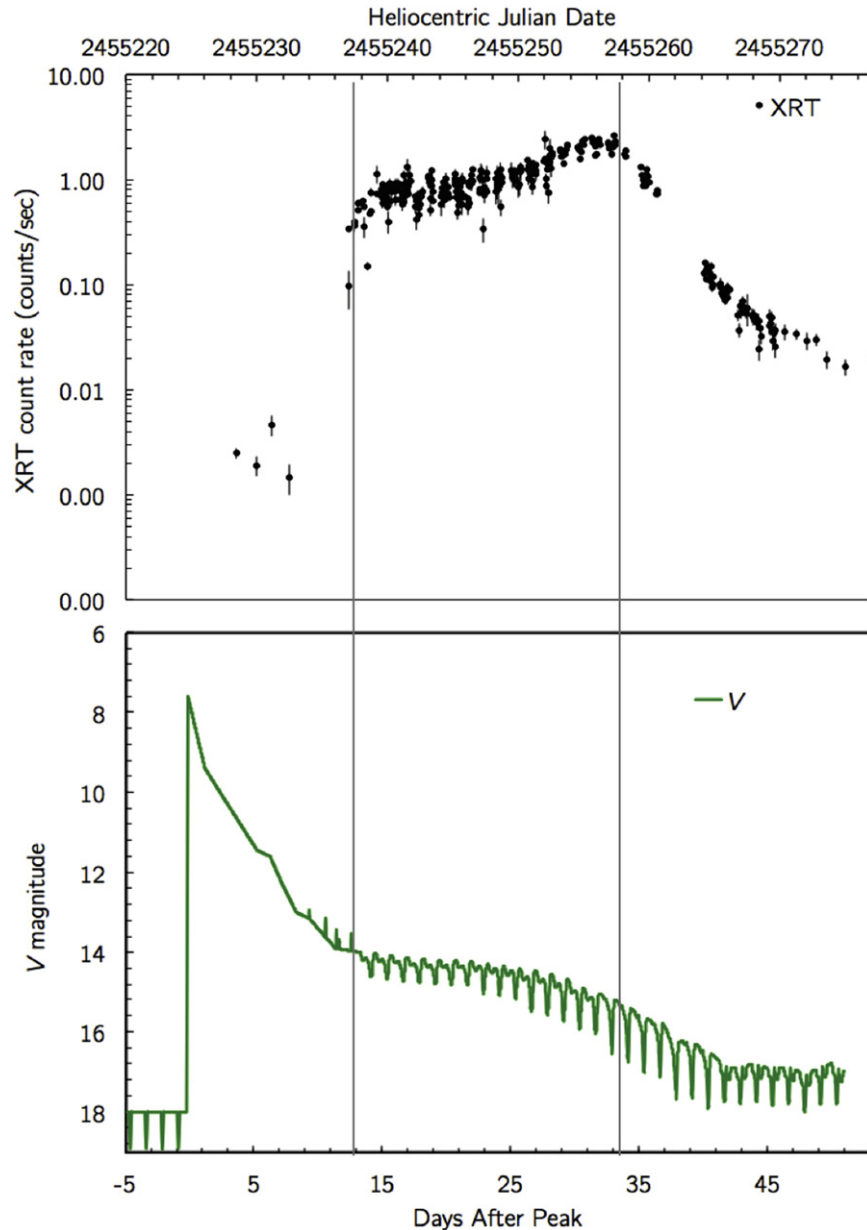 Heliocentric Julian Date
2455220 2455230 2455240 2455250 2455260 2455270
10.00
XRT
1.00
0.10
0.01
0.00
0.00
XRT count rate (counts/sec)
6
V
8
10
12
14
16
18
V magnitude
-5 5 15 25 35 45
Days After Peak